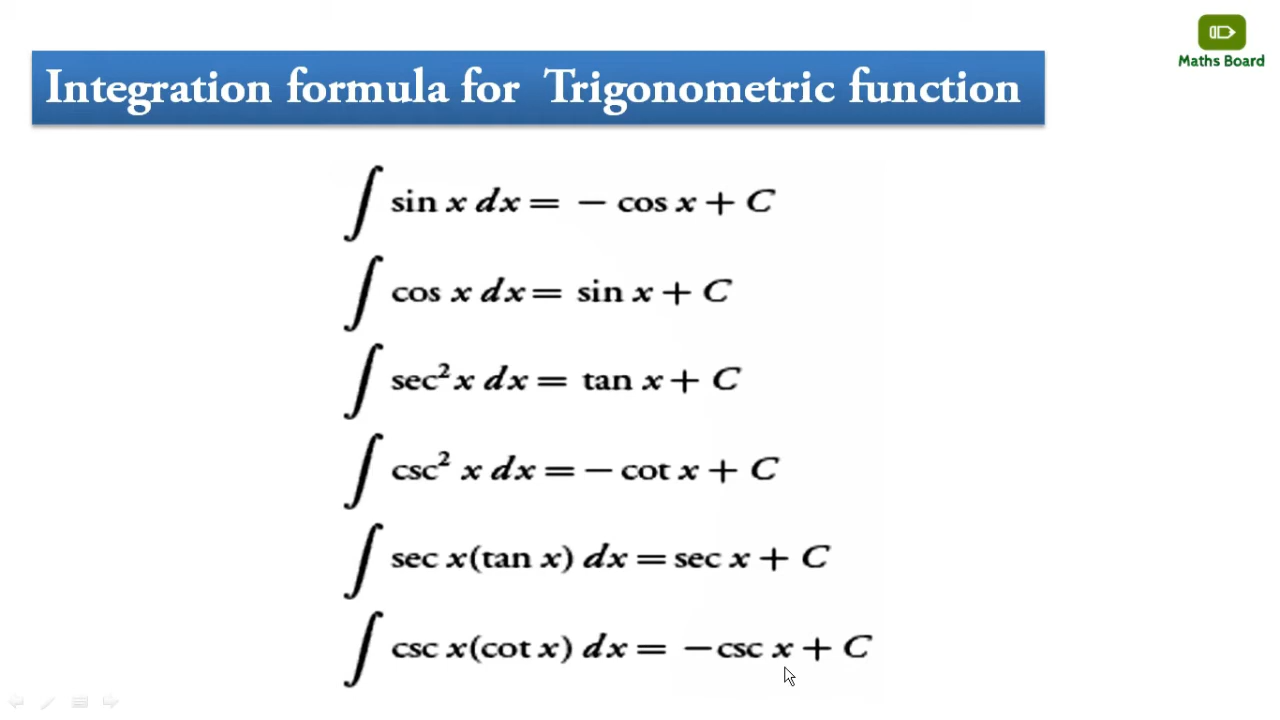 Maths Board
Integration formula for Trigonometric function
∫ sin x dx = − cos x + C
∫ cos x dx = sin x + C
∫ sec² x dx = tan x + C
∫ csc² x dx = − cot x + C
∫ sec x(tan x) dx = sec x + C
∫ csc x(cot x) dx = −csc x + C